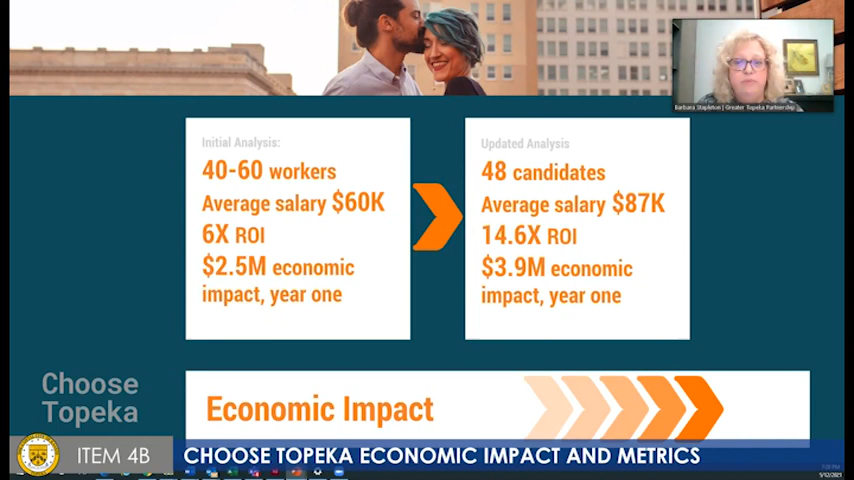 Barbara Stapleton | Greater Topeka Partnership
Initial Analysis:
40-60 workers
Average salary $60K
6X ROI
$2.5M economic
impact, year one
Updated Analysis
48 candidates
Average salary $87K
14.6X ROI
$3.9M economic
impact, year one
Choose
Topeka
Economic Impact
ITEM 4B
CHOOSE TOPEKA ECONOMIC IMPACT AND METRICS